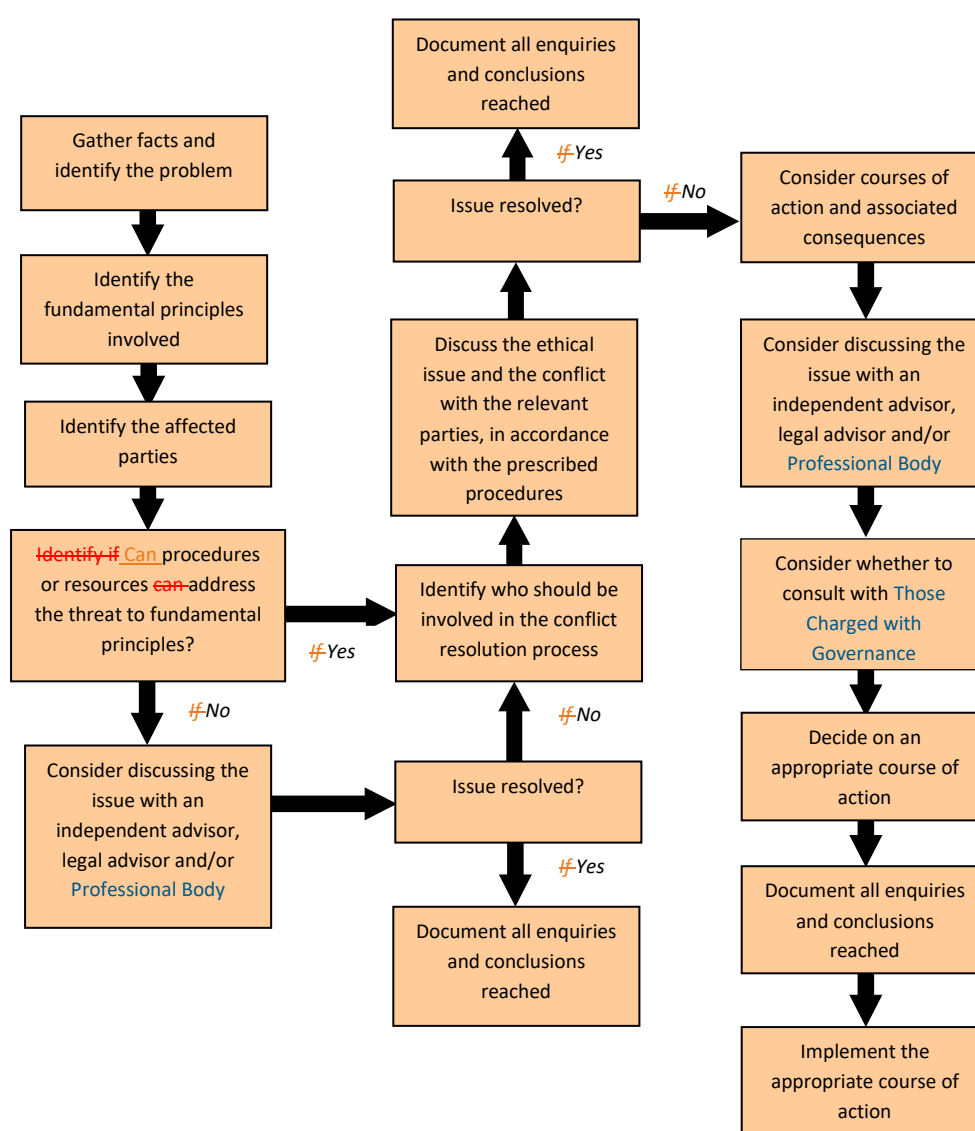 Gather facts and
identify the problem
Identify the
fundamental principles
involved
Identify the affected
parties
Identify if Can procedures
or resources can address
the threat to fundamental
principles?
If Yes
If No
Consider discussing the
issue with an
independent advisor,
legal advisor and/or
Professional Body
Document all enquiries
and conclusions
reached
If Yes
Issue resolved?
If No
Discuss the ethical
issue and the conflict
with the relevant
parties, in accordance
with the prescribed
procedures
Identify who should be
involved in the conflict
resolution process
If No
Issue resolved?
If Yes
Document all enquiries
and conclusions
reached
Consider courses of
action and associated
consequences
Consider discussing the
issue with an
independent advisor,
legal advisor and/or
Professional Body
Consider whether to
consult with Those
Charged with
Governance
Decide on an
appropriate course of
action
Document all enquiries
and conclusions
reached
Implement the
appropriate course of
action